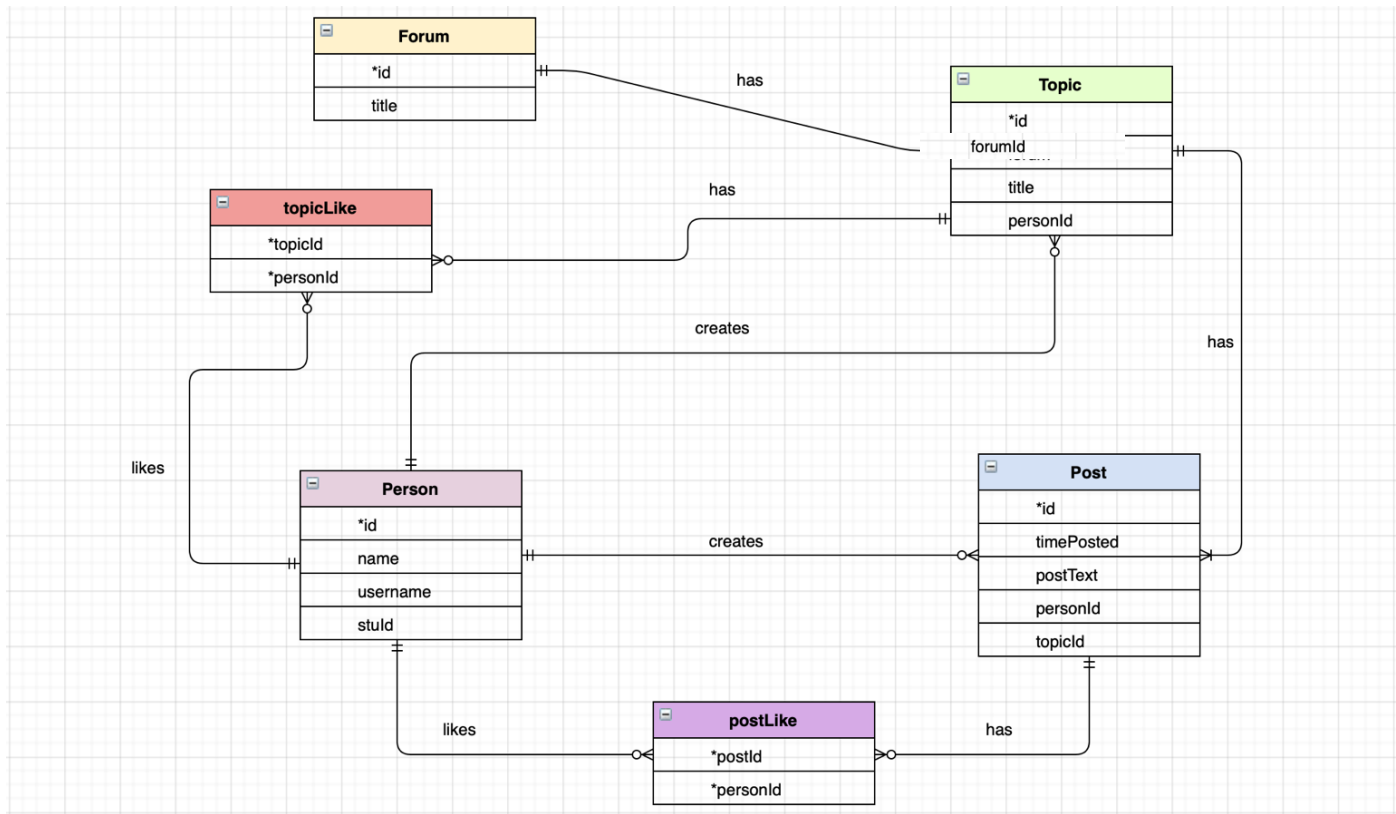 Forum
*id
title
has
Topic
*id
forumId
title
personId
has
topicLike
*topicId
*personId
creates
has
likes
Person
*id
name
username
stuId
creates
Post
*id
timePosted
postText
personId
topicId
likes
postLike
*postId
*personId
has